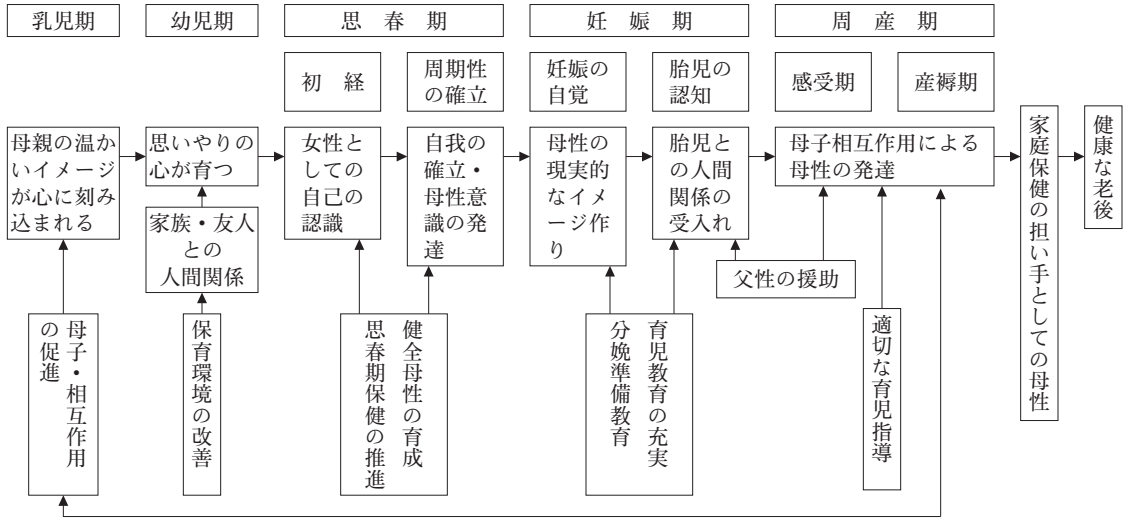 乳児期
幼児期
思春期
妊娠期
周産期
初経
周期性
の確立
妊娠の
自覚
胎児の
認知
感受期
産褥期
母親の温か
いイメージ
が心に刻み
込まれる
思いやりの
心が育つ
女性と
しての
自己の
認識
自我の
確立・
母性意
識の発
達
母性の
現実的
なイメ
ージ作
り
胎児と
の人間
関係の
受入れ
母子相互作用による
母性の発達
家庭保健の担い手としての母性
健康な老後
家族・友人
との
人間関係
父性の援助
母子・相互作用
の促進
保育環境の改善
健全母性の育成
思春期保健の推進
育児教育の充実
分娩準備教育
適切な育児指導